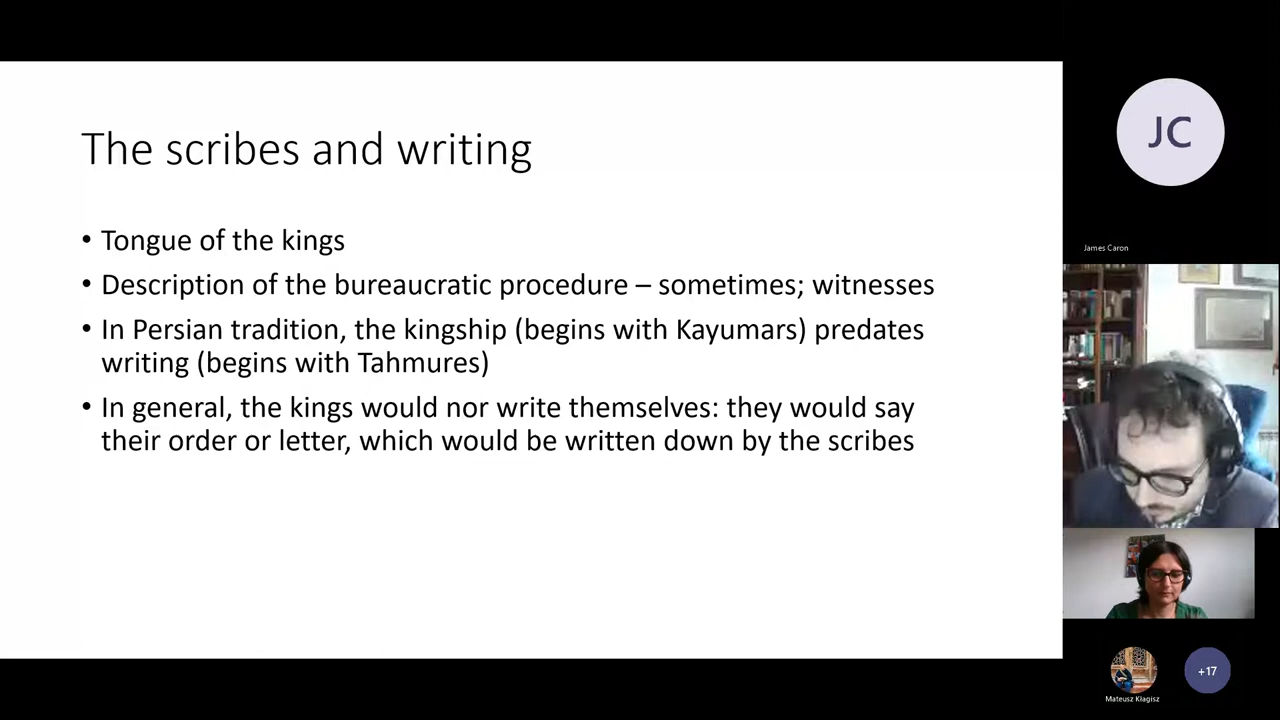 The scribes and writing
• Tongue of the kings
• Description of the bureaucratic procedure – sometimes; witnesses
• In Persian tradition, the kingship (begins with Kayumars) predates
writing (begins with Tahmures)
• In general, the kings would nor write themselves: they would say
their order or letter, which would be written down by the scribes
JC
James Caron
Mateusz Kłagisz
+17